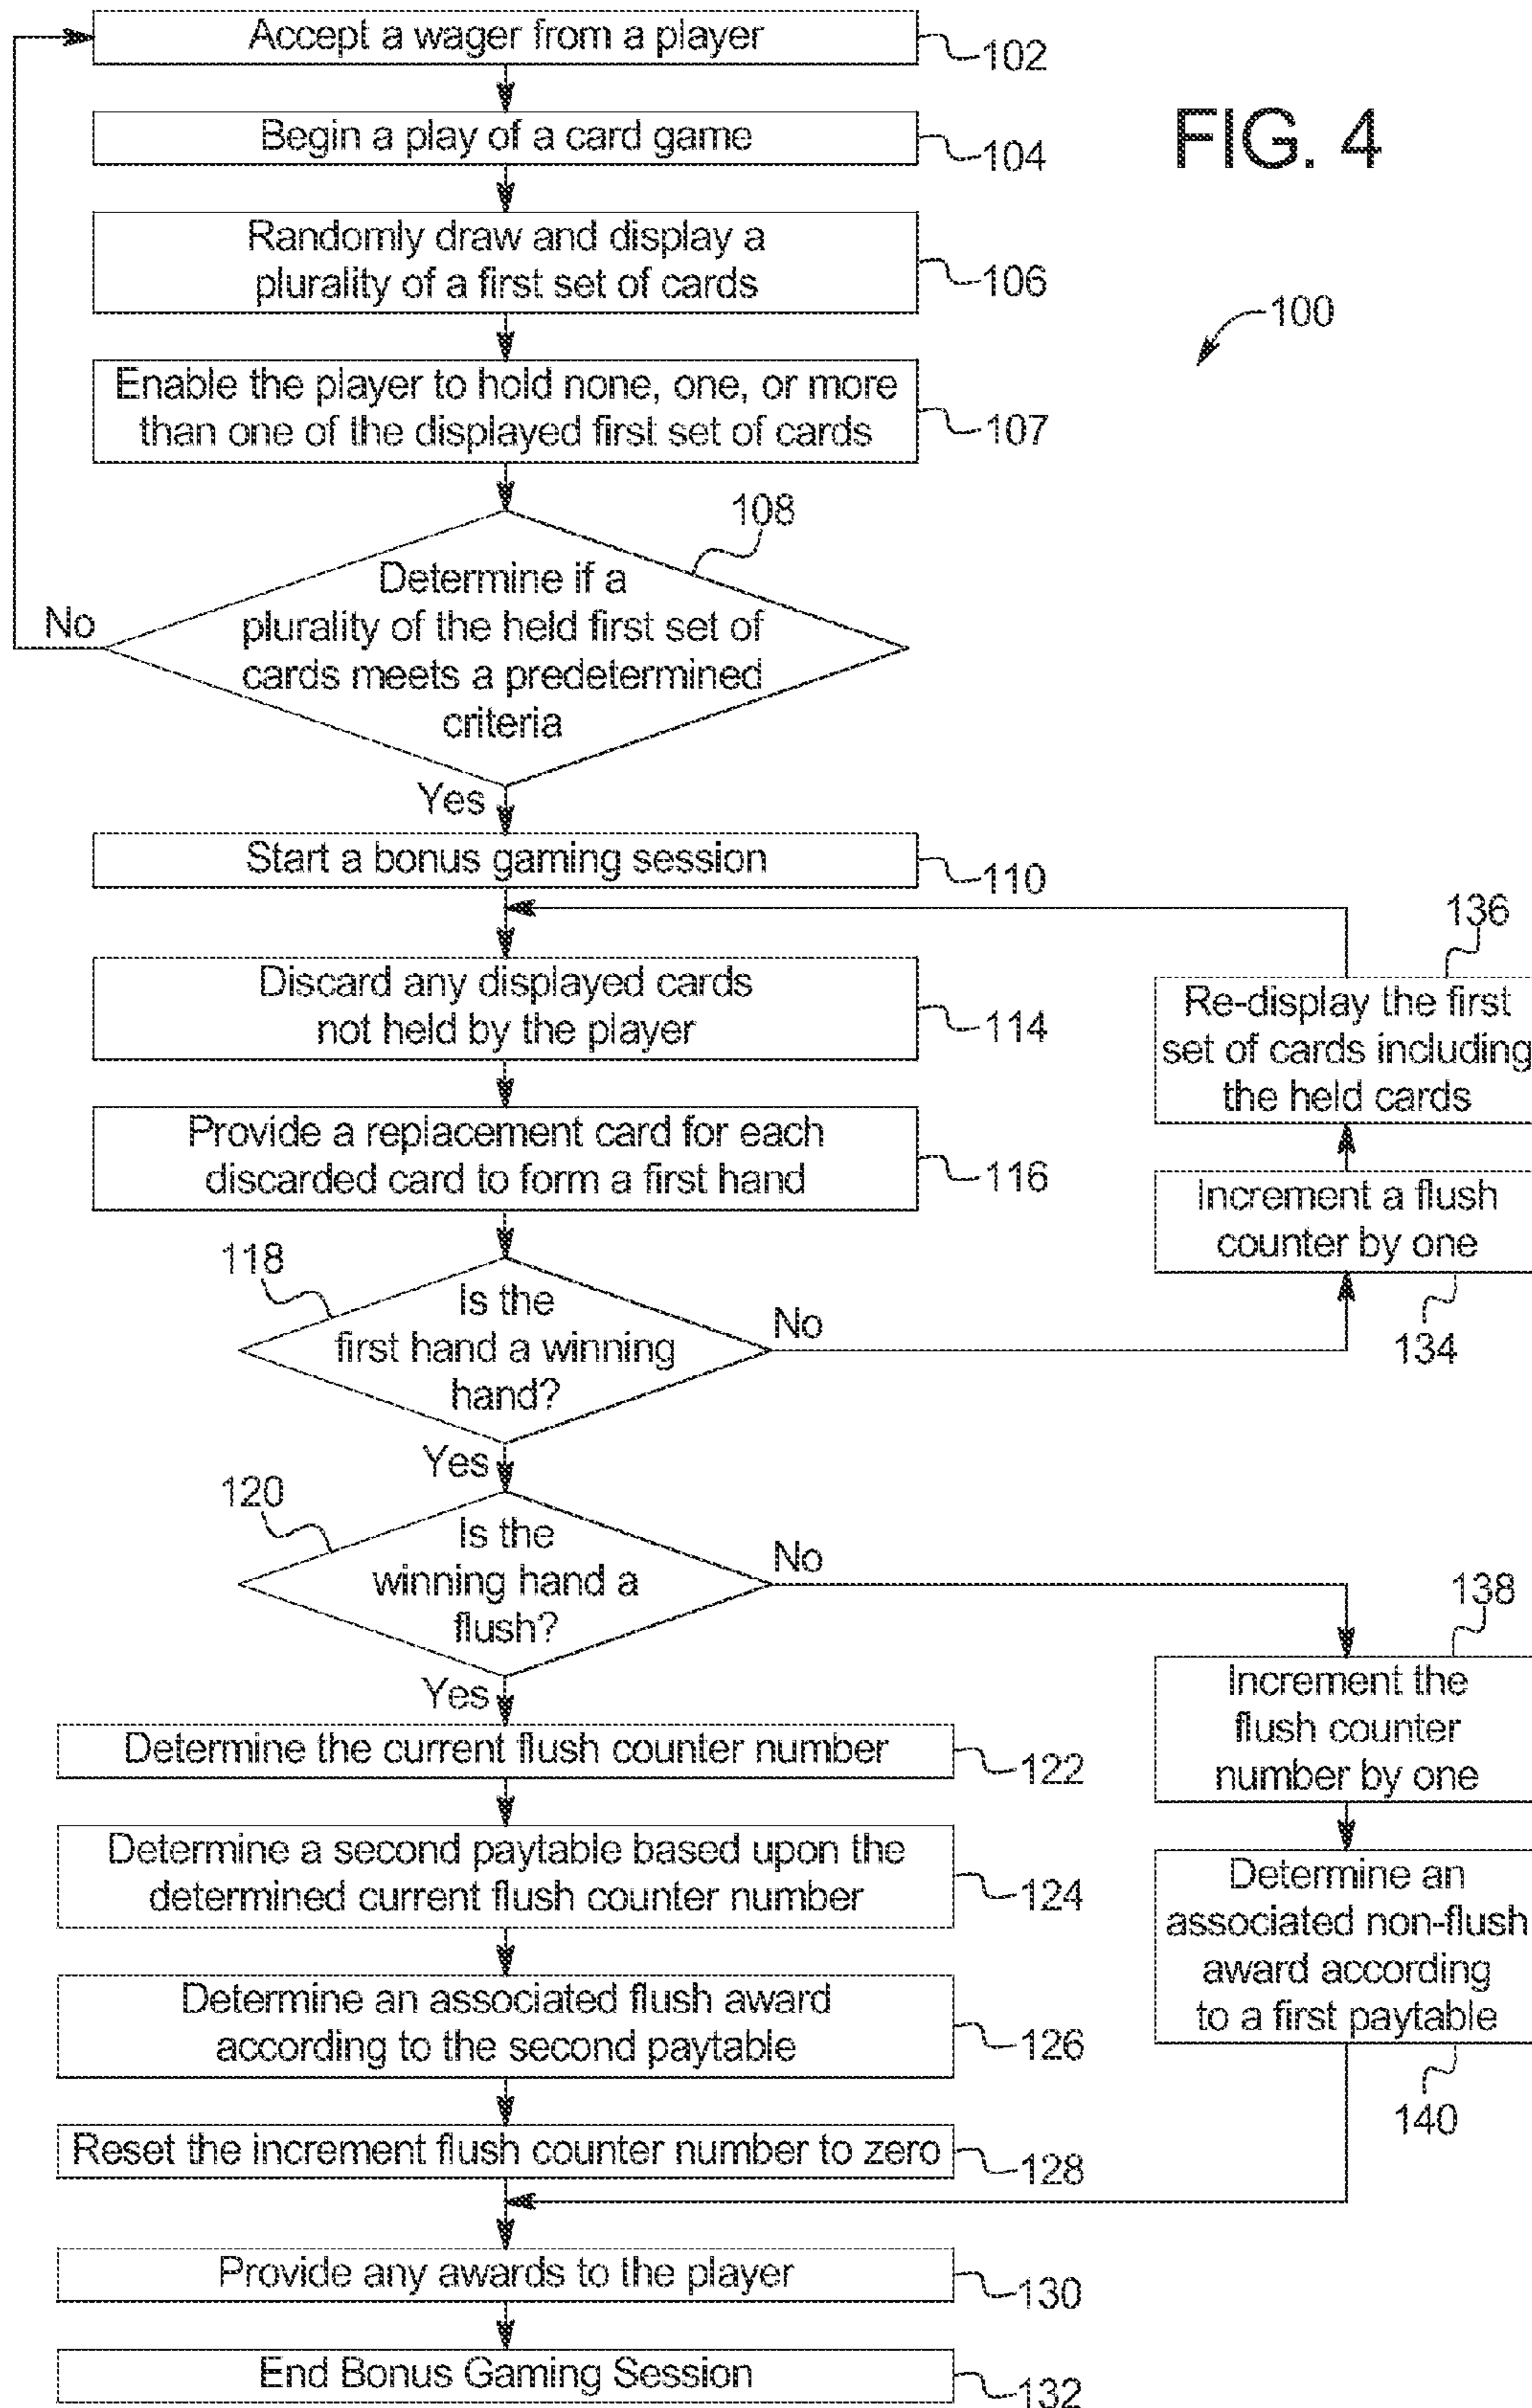 Accept a wager from a player
102
FIG. 4
Begin a play of a card game
104
Randomly draw and display a
plurality of a first set of cards
106
100
Enable the player to hold none, one, or more
than one of the displayed first set of cards
107
108
Determine if a
plurality of the held first set of
cards meets a predetermined
criteria
No
Yes
Start a bonus gaming session
110
136
Discard any displayed cards
not held by the player
114
Re-display the first
set of cards including
the held cards
Provide a replacement card for each
discarded card to form a first hand
116
Increment a flush
counter by one
134
118
Is the
first hand a winning
hand?
No
Yes
120
Is the
winning hand a
flush?
No
Yes
138
Increment the
flush counter
number by one
Determine the current flush counter number
122
Determine a second paytable based upon the
determined current flush counter number
124
Determine an
associated non-flush
award according
to a first paytable
140
Determine an associated flush award
according to the second paytable
126
Reset the increment flush counter number to zero
128
Provide any awards to the player
130
End Bonus Gaming Session
132